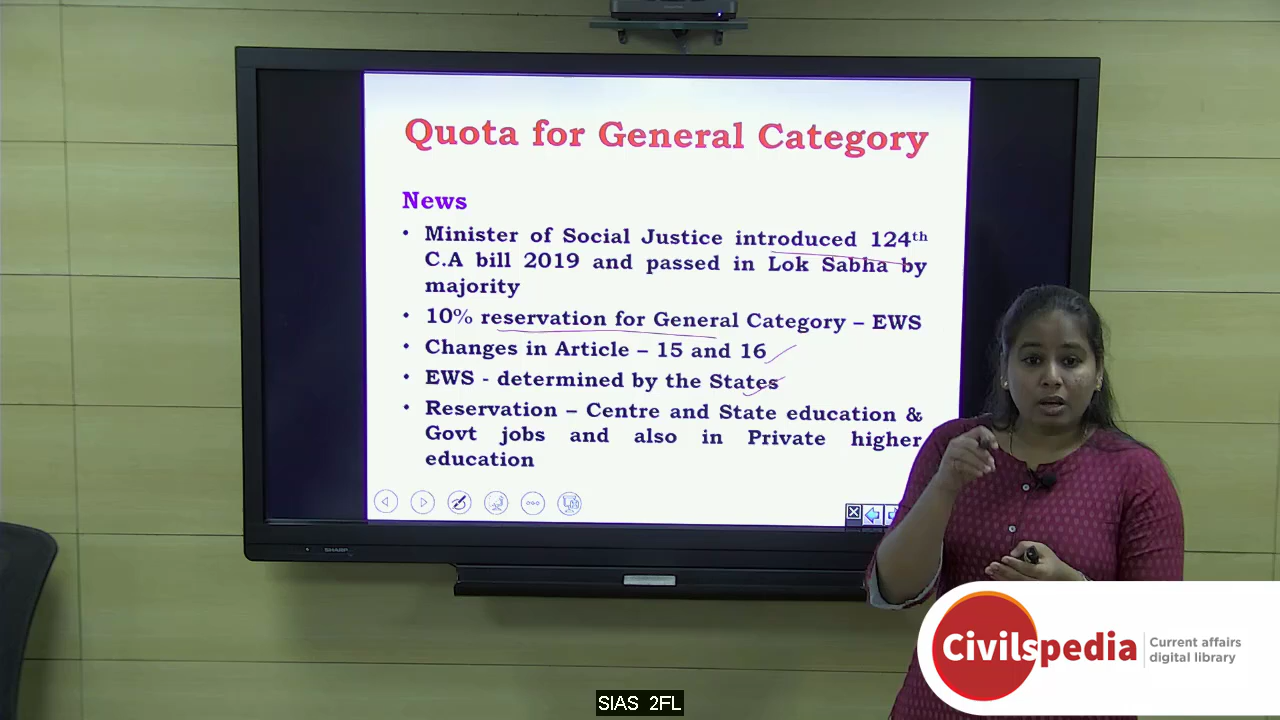 Quota for General Category
News
• Minister of Social Justice introduced 124th
C.A bill 2019 and passed in Lok Sabha by
majority
• 10% reservation for General Category – EWS
• Changes in Article – 15 and 16
• EWS - determined by the States
• Reservation – Centre and State education &
Govt jobs and also in Private higher
education
SHARP
Civilspedia
Current affairs
digital library
SIAS 2FL